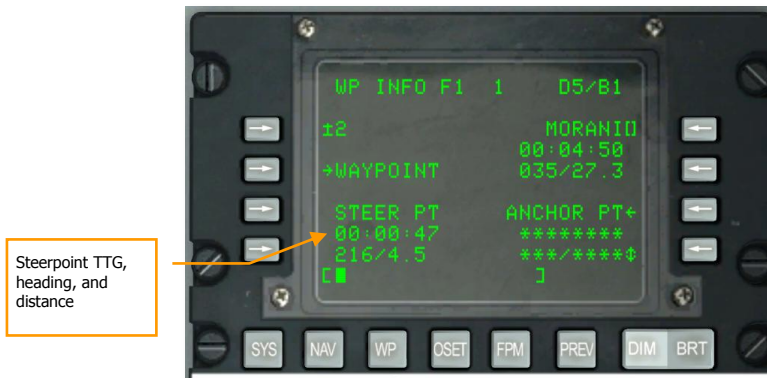 WP INFO F1 1 D5/B1
±2 MORANI[]
00:04:50
→WAYPOINT 035/27.3
STEER PT ANCHOR PT←
00:00:47 ********
216/4.5 ***/****↕
[ ]
Steerpoint TTG,
heading, and
distance
SYS NAV WP OSET FPM PREV DIM BRT